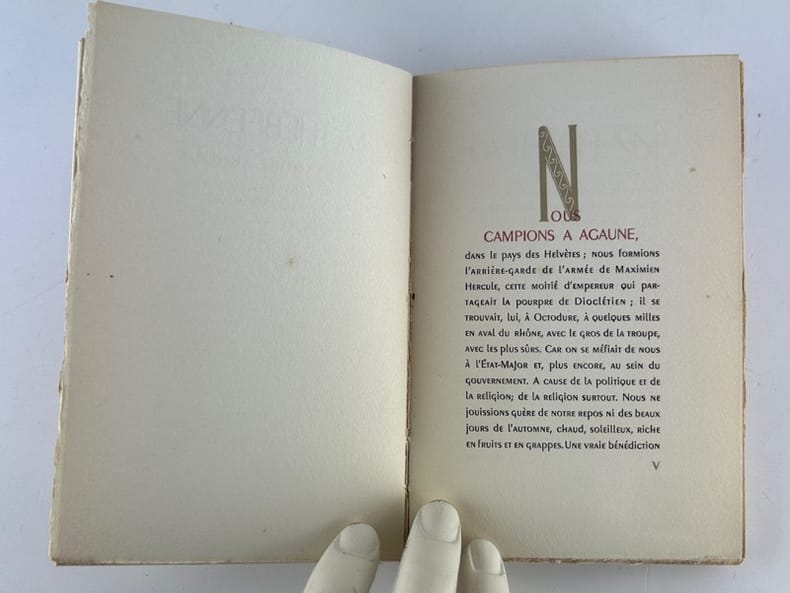 NOUS
CAMPIONS A AGAUNE,
dans le pays des Helvètes ; nous formions
l'arrière-garde de l'armée de Maximien
Hercule, cette moitié d'empereur qui par-
tageait la pourpre de Dioclétien ; il se
trouvait, lui, à Octodure, à quelques milles
en aval du rhône, avec le gros de la troupe,
avec les plus sûrs. Car on se méfiait de nous
à l'État-Major et, plus encore, au sein du
gouvernement. A cause de la politique et de
la religion; de la religion surtout. Nous ne
jouissions guère de notre repos ni des beaux
jours de l'automne, chaud, soleilleux, riche
en fruits et en grappes. Une vraie bénédiction
V